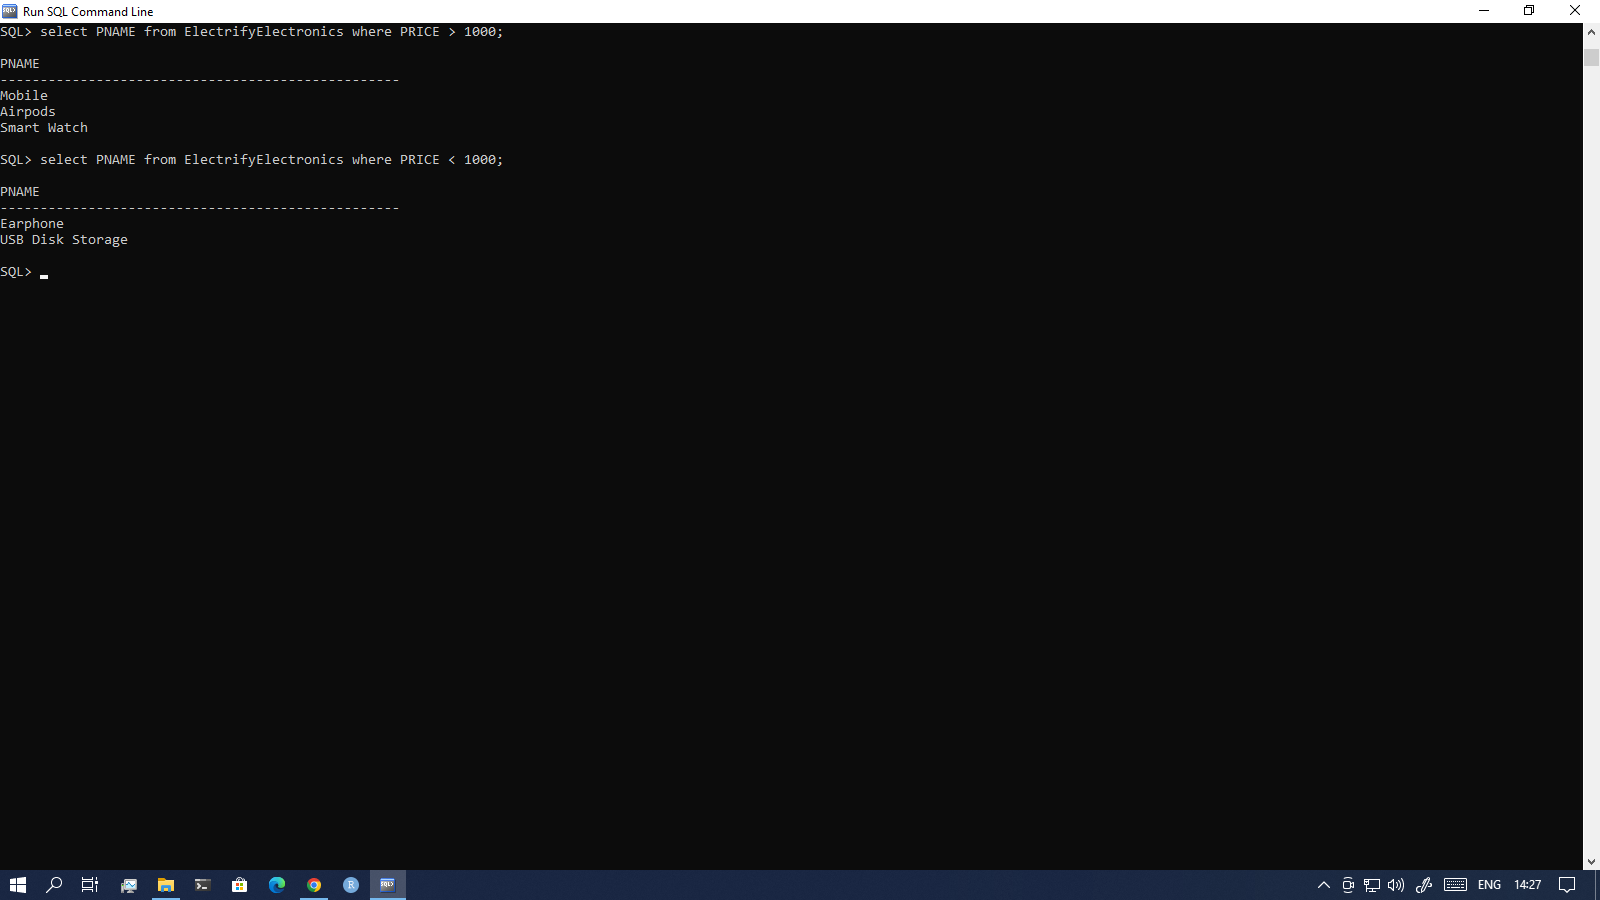 Run SQL Command Line
SQL> select PNAME from ElectrifyElectronics where PRICE > 1000;
PNAME
--------------------------------------------------
Mobile
Airpods
Smart Watch
SQL> select PNAME from ElectrifyElectronics where PRICE < 1000;
PNAME
--------------------------------------------------
Earphone
USB Disk Storage
SQL> _
ENG 14:27